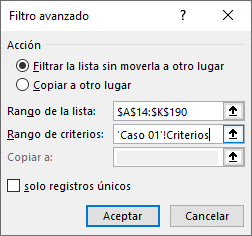 Filtro avanzado
Acción
Filtrar la lista sin moverla a otro lugar
Copiar a otro lugar
Rango de la lista: $A$14:$K$190
Rango de criterios: 'Caso 01'!Criterios
Copiar a:
solo registros únicos
Aceptar Cancelar